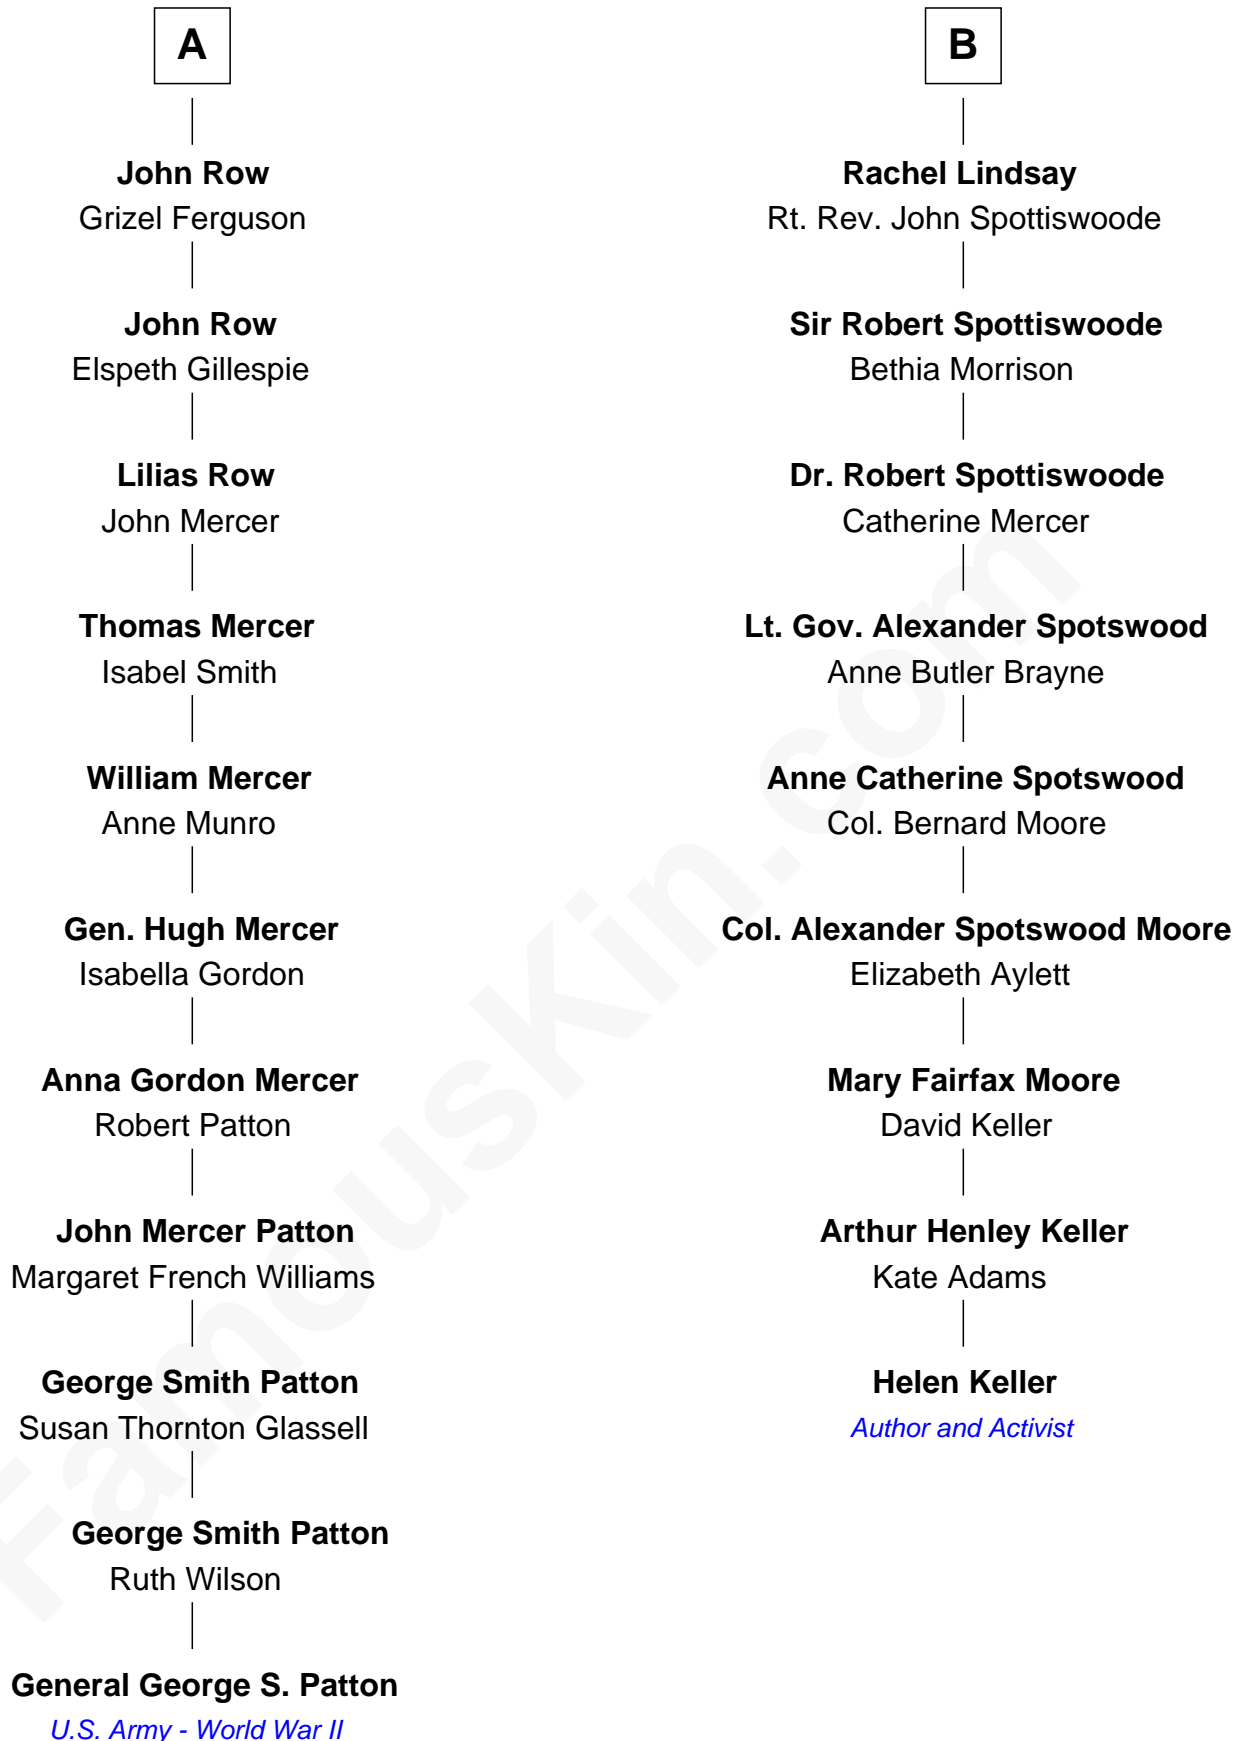 A
John Row
Grizel Ferguson
John Row
Elspeth Gillespie
Lilias Row
John Mercer
Thomas Mercer
Isabel Smith
William Mercer
Anne Munro
Gen. Hugh Mercer
Isabella Gordon
Anna Gordon Mercer
Robert Patton
John Mercer Patton
Margaret French Williams
George Smith Patton
Susan Thornton Glassell
George Smith Patton
Ruth Wilson
General George S. Patton
U.S. Army - World War II
B
Rachel Lindsay
Rt. Rev. John Spottiswoode
Sir Robert Spottiswoode
Bethia Morrison
Dr. Robert Spottiswoode
Catherine Mercer
Lt. Gov. Alexander Spotswood
Anne Butler Brayne
Anne Catherine Spotswood
Col. Bernard Moore
Col. Alexander Spotswood Moore
Elizabeth Aylett
Mary Fairfax Moore
David Keller
Arthur Henley Keller
Kate Adams
Helen Keller
Author and Activist
FamousKin.com